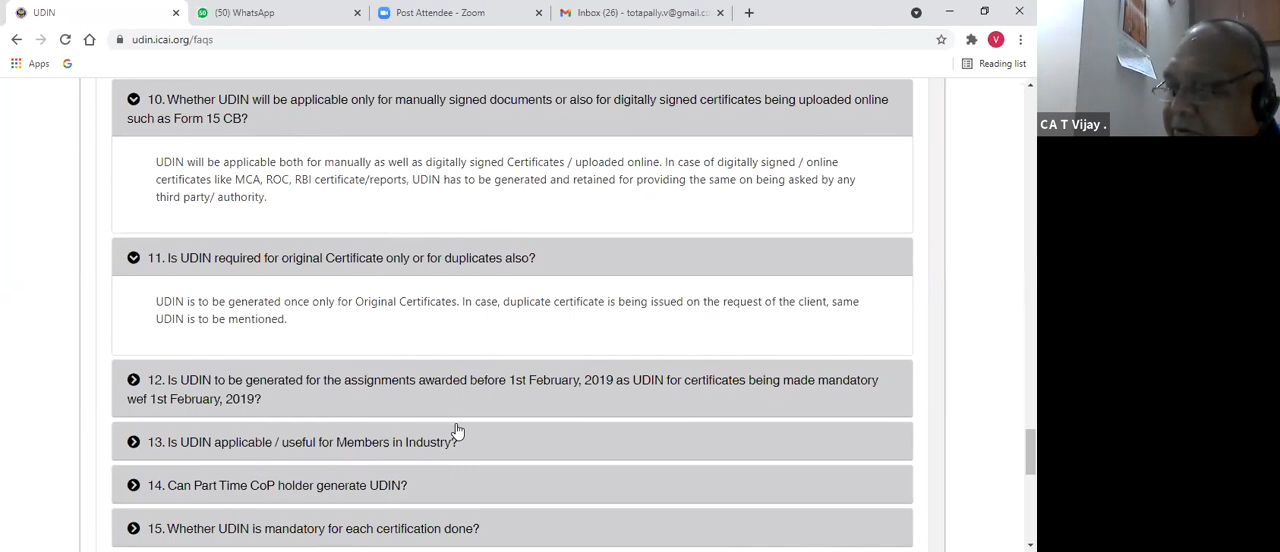 UDIN
(50) WhatsApp
Post Attendee - Zoom
Inbox (26) - totapally.v@gmail.c
udin.icai.org/faqs
V
Apps
Reading list
10. Whether UDIN will be applicable only for manually signed documents or also for digitally signed certificates being uploaded online
such as Form 15 CB?
UDIN will be applicable both for manually as well as digitally signed Certificates / uploaded online. In case of digitally signed / online
certificates like MCA, ROC, RBI certificate/reports, UDIN has to be generated and retained for providing the same on being asked by any
third party/ authority.
11. Is UDIN required for original Certificate only or for duplicates also?
UDIN is to be generated once only for Original Certificates. In case, duplicate certificate is being issued on the request of the client, same
UDIN is to be mentioned.
12. Is UDIN to be generated for the assignments awarded before 1st February, 2019 as UDIN for certificates being made mandatory
wef 1st February, 2019?
13. Is UDIN applicable / useful for Members in Industry?
14. Can Part Time CoP holder generate UDIN?
15. Whether UDIN is mandatory for each certification done?
CA T Vijay .